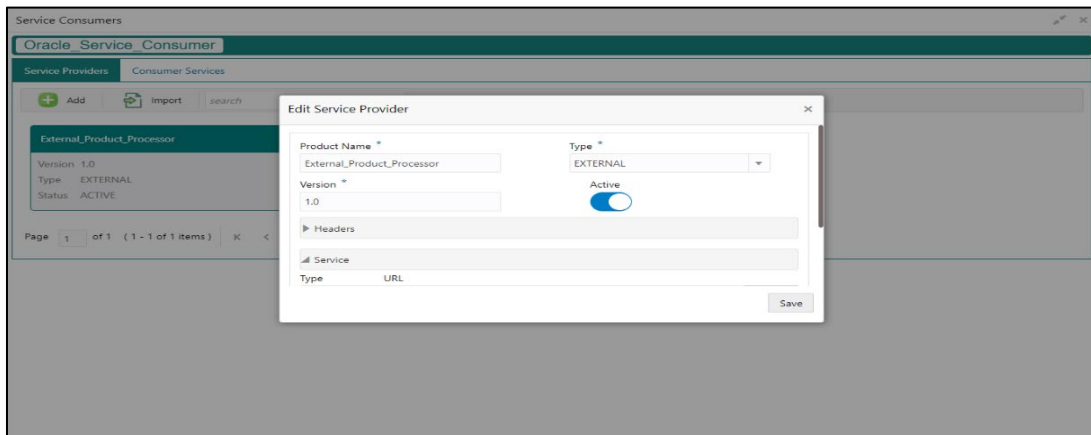 Service Consumers
Oracle_Service_Consumer
Service Providers Consumer Services
Add Import search
External_Product_Processor
Version 1.0
Type EXTERNAL
Status ACTIVE
Page 1 of 1 (1 - 1 of 1 items) K <
Edit Service Provider ×
Product Name * Type *
External_Product_Processor EXTERNAL
Version * Active
1.0
Headers
Service
Type URL
Save